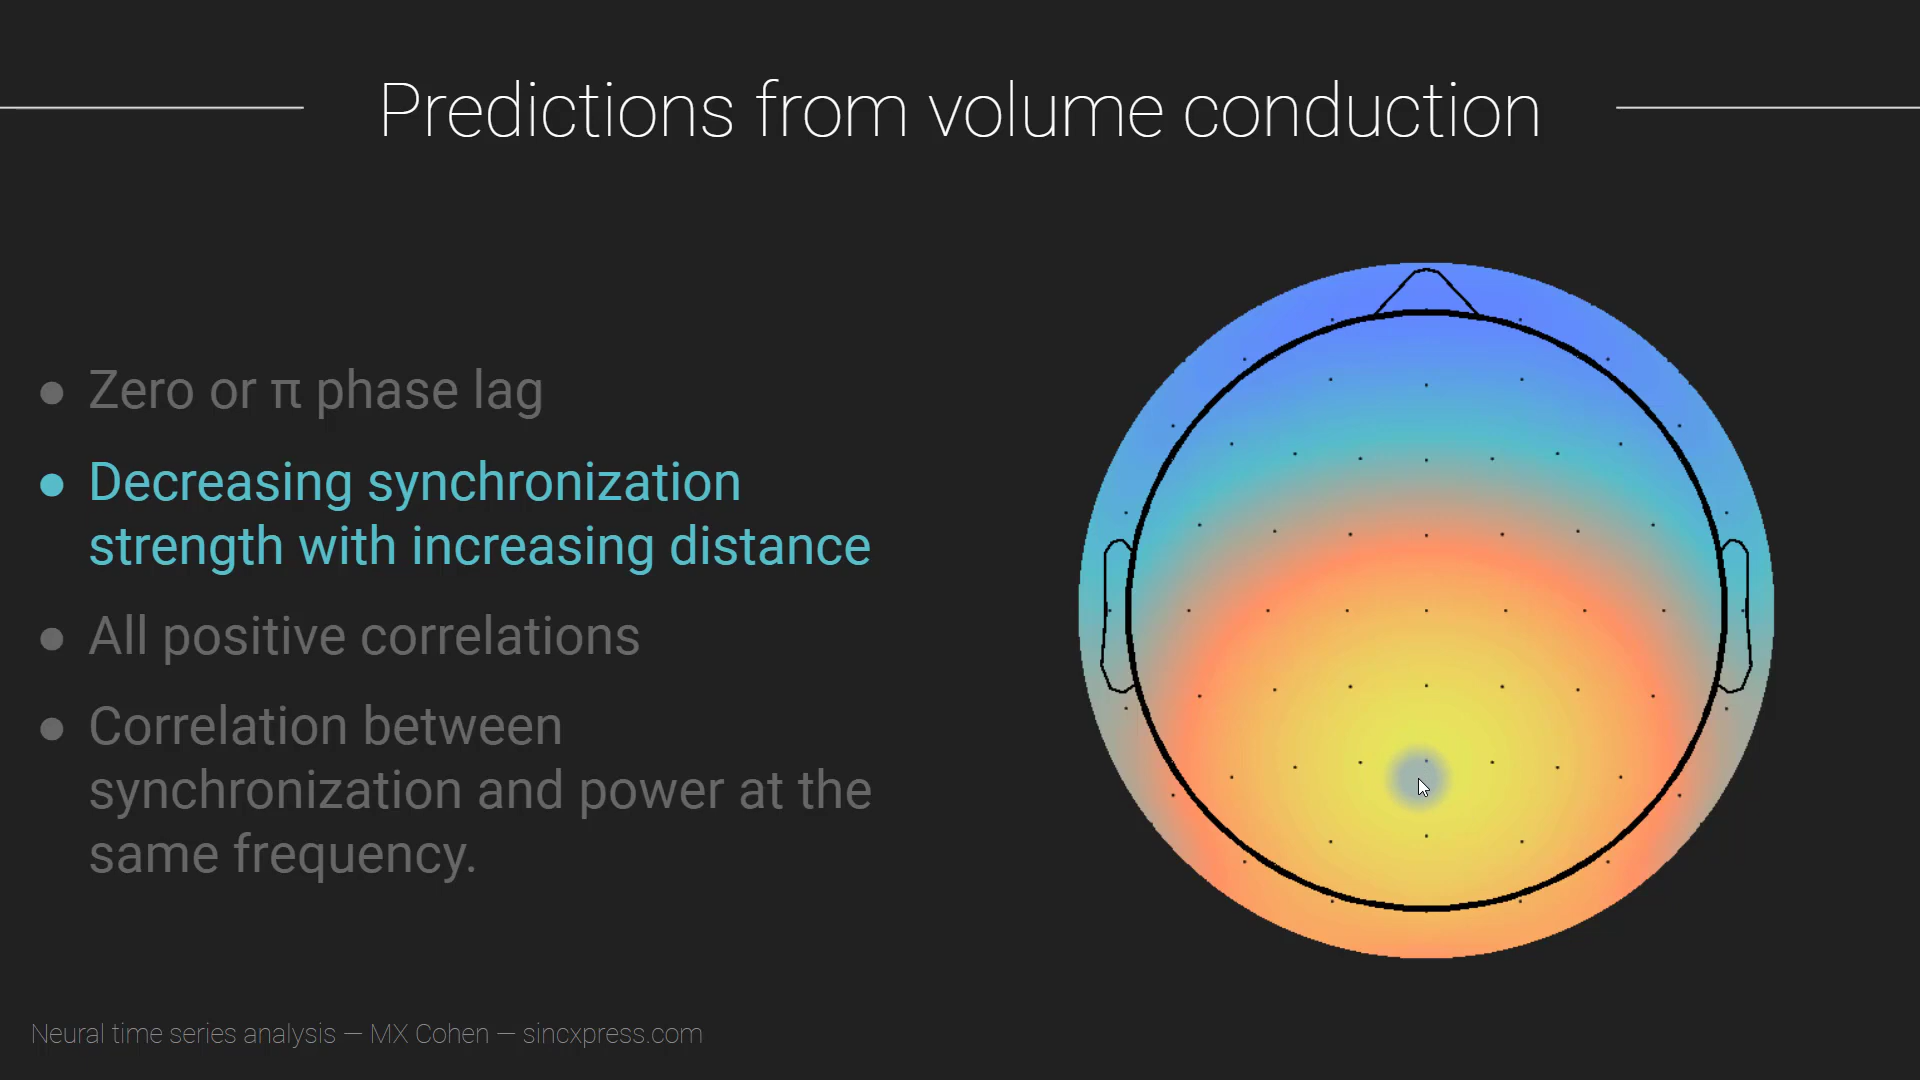 Predictions from volume conduction
● Zero or π phase lag
● Decreasing synchronization
strength with increasing distance
● All positive correlations
● Correlation between
synchronization and power at the
same frequency.
Neural time series analysis — MX Cohen — sincxpress.com